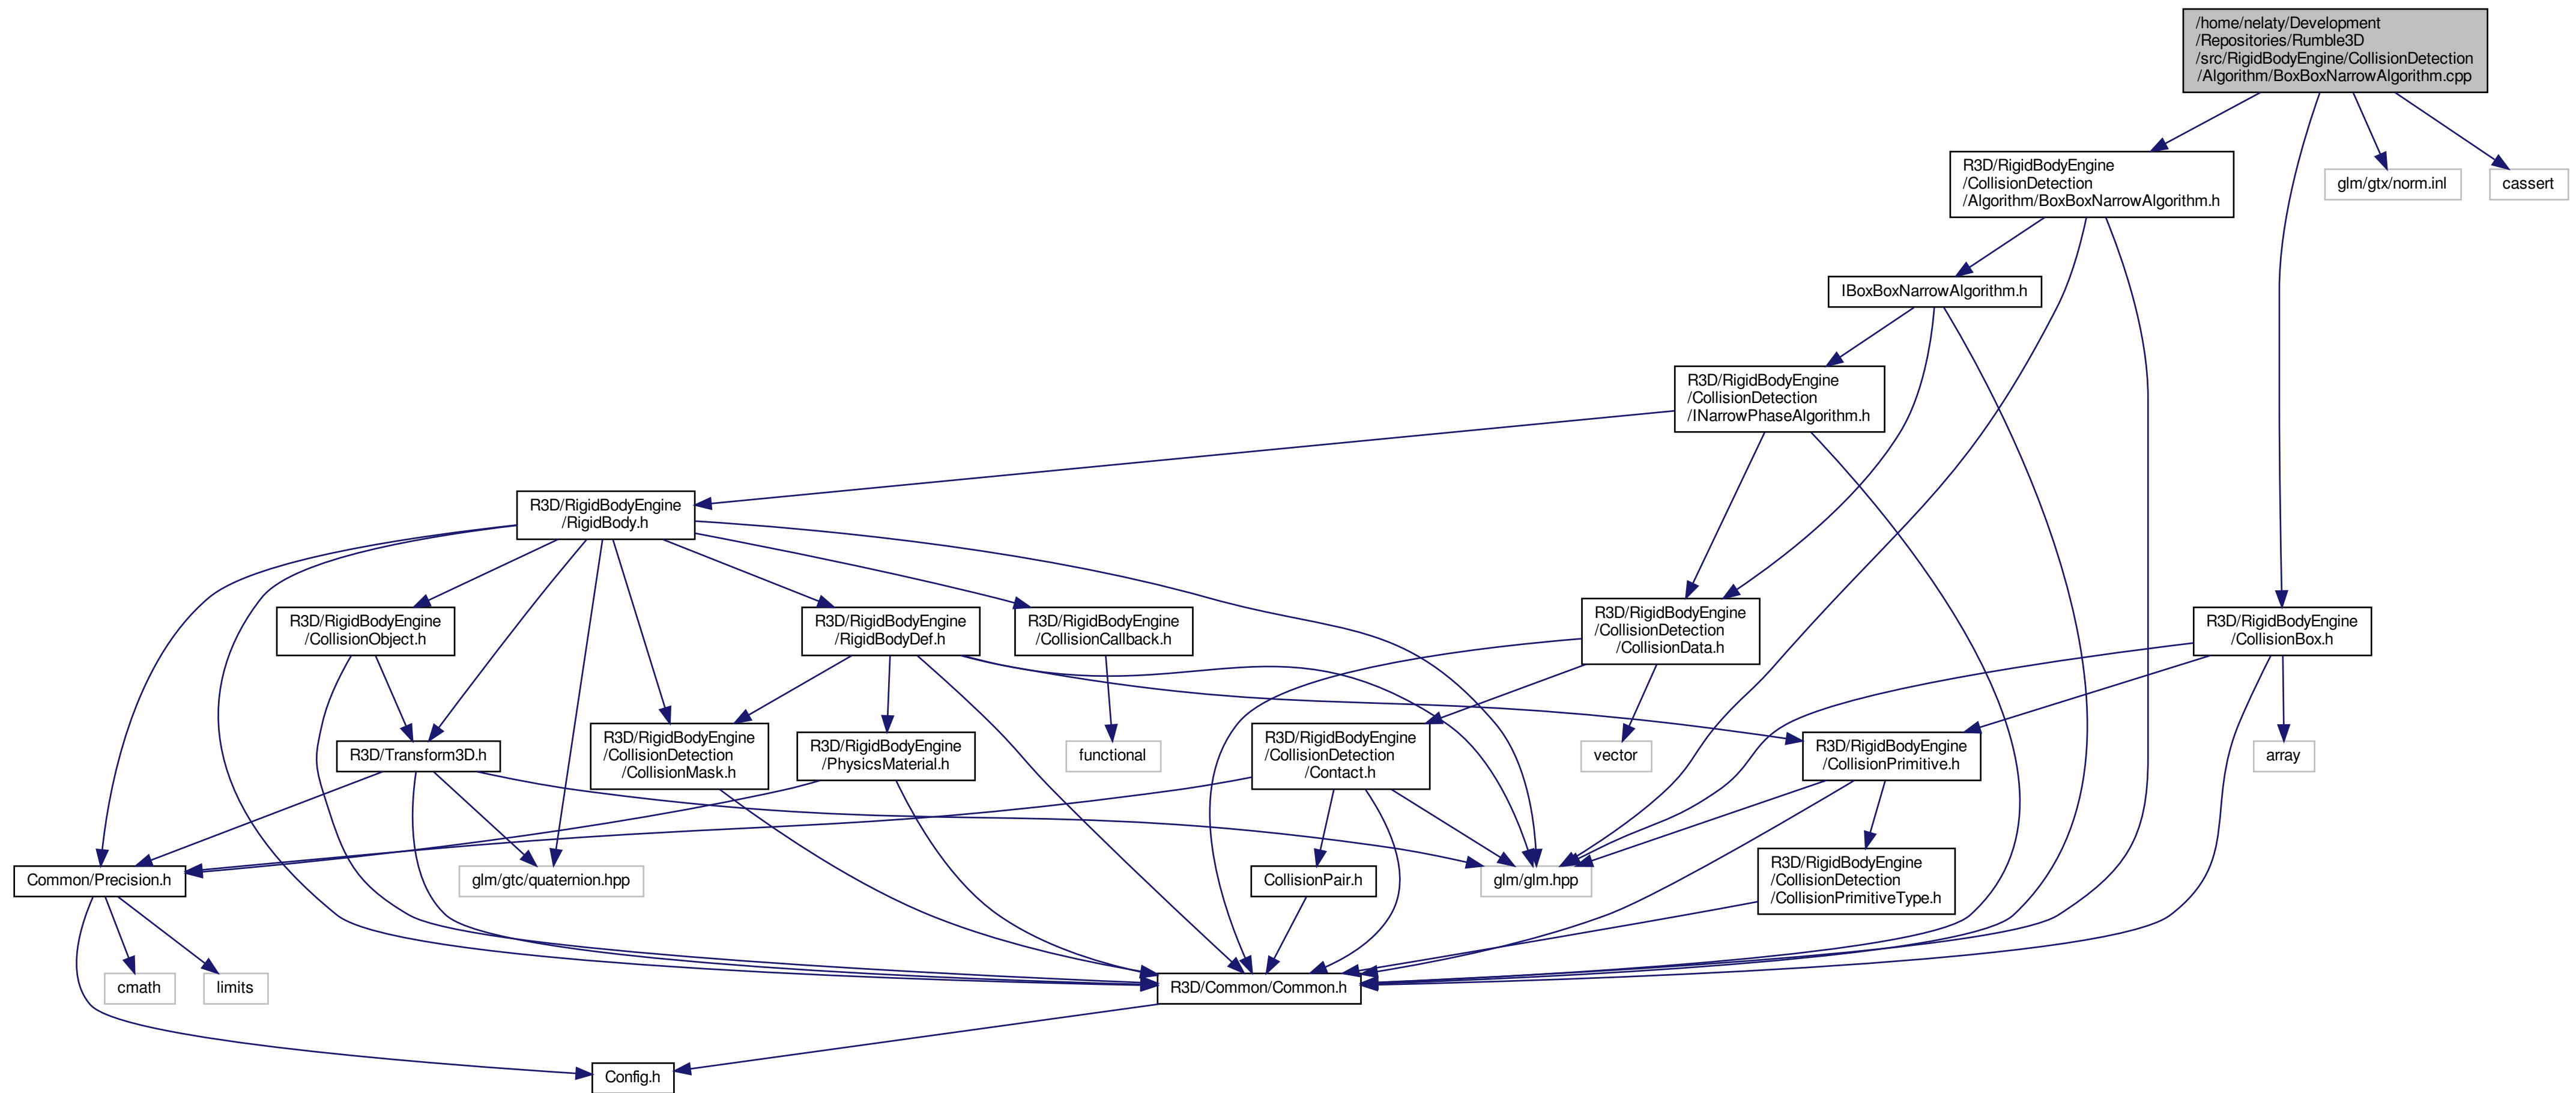 /home/nelaty/Development
/Repositories/Rumble3D
/src/RigidBodyEngine/CollisionDetection
/Algorithm/BoxBoxNarrowAlgorithm.cpp
R3D/RigidBodyEngine
/CollisionDetection
/Algorithm/BoxBoxNarrowAlgorithm.h
glm/gtx/norm.inl
cassert
IBoxBoxNarrowAlgorithm.h
R3D/RigidBodyEngine
/CollisionDetection
/INarrowPhaseAlgorithm.h
R3D/RigidBodyEngine
/RigidBody.h
R3D/RigidBodyEngine
/CollisionObject.h
R3D/RigidBodyEngine
/RigidBodyDef.h
R3D/RigidBodyEngine
/CollisionCallback.h
R3D/RigidBodyEngine
/CollisionDetection
/CollisionData.h
R3D/RigidBodyEngine
/CollisionBox.h
R3D/Transform3D.h
R3D/RigidBodyEngine
/CollisionDetection
/CollisionMask.h
R3D/RigidBodyEngine
/PhysicsMaterial.h
functional
R3D/RigidBodyEngine
/CollisionDetection
/Contact.h
vector
R3D/RigidBodyEngine
/CollisionPrimitive.h
array
Common/Precision.h
glm/gtc/quaternion.hpp
CollisionPair.h
glm/glm.hpp
R3D/RigidBodyEngine
/CollisionDetection
/CollisionPrimitiveType.h
cmath
limits
R3D/Common/Common.h
Config.h